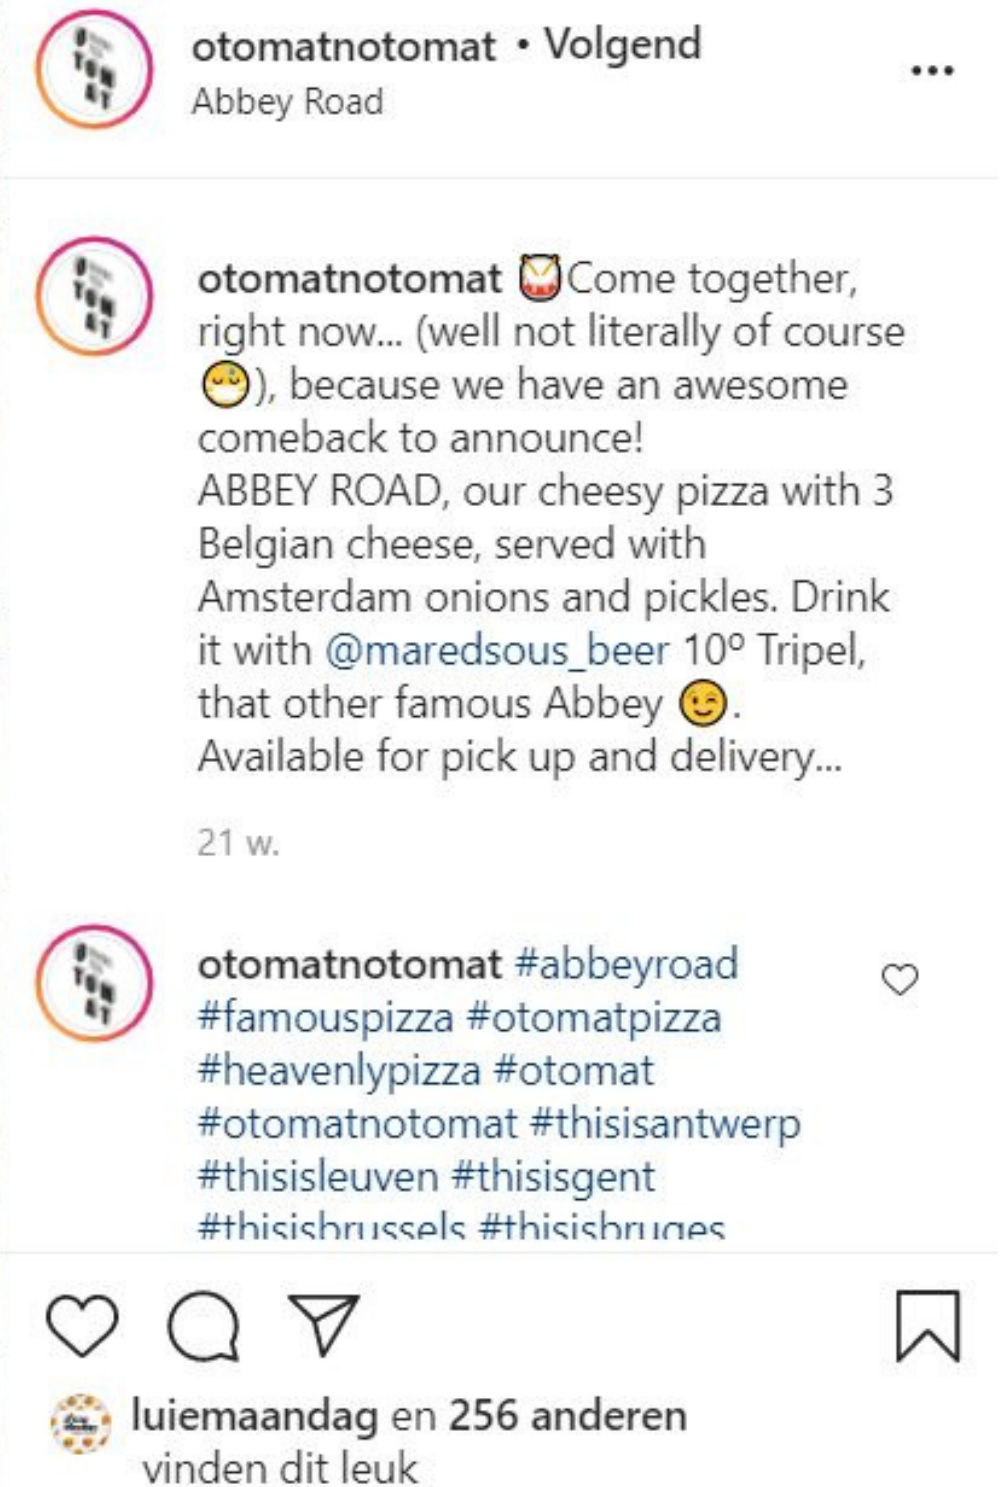 otomatnotomat • Volgend
Abbey Road
otomatnotomat 🥁Come together,
right now... (well not literally of course
😷), because we have an awesome
comeback to announce!
ABBEY ROAD, our cheesy pizza with 3
Belgian cheese, served with
Amsterdam onions and pickles. Drink
it with @maredsous_beer 10º Tripel,
that other famous Abbey 😉.
Available for pick up and delivery...
21 w.
otomatnotomat #abbeyroad
#famouspizza #otomatpizza
#heavenlypizza #otomat
#otomatnotomat #thisisantwerp
#thisisleuven #thisisgent
#thisisbrussels #thisisbruges
luiemaandag en 256 anderen
vinden dit leuk